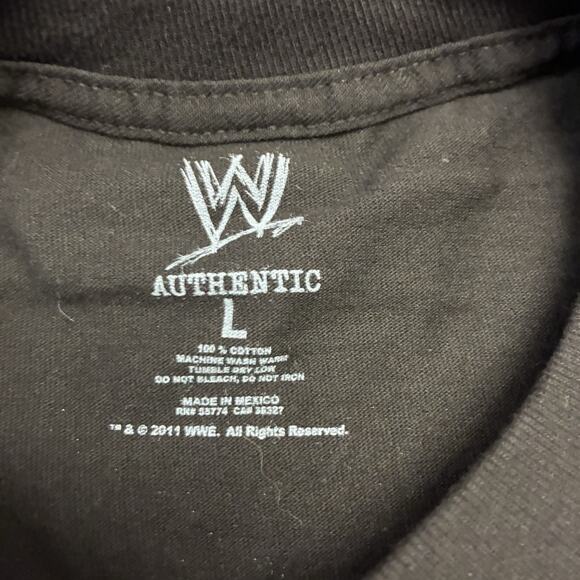 W
AUTHENTIC
L
100 % COTTON
MACHINE WASH WARM
TUMBLE DRY LOW
DO NOT BLEACH, DO NOT IRON
MADE IN MEXICO
RN# 55774 CA# 36327
™ & © 2011 WWE. All Rights Reserved.